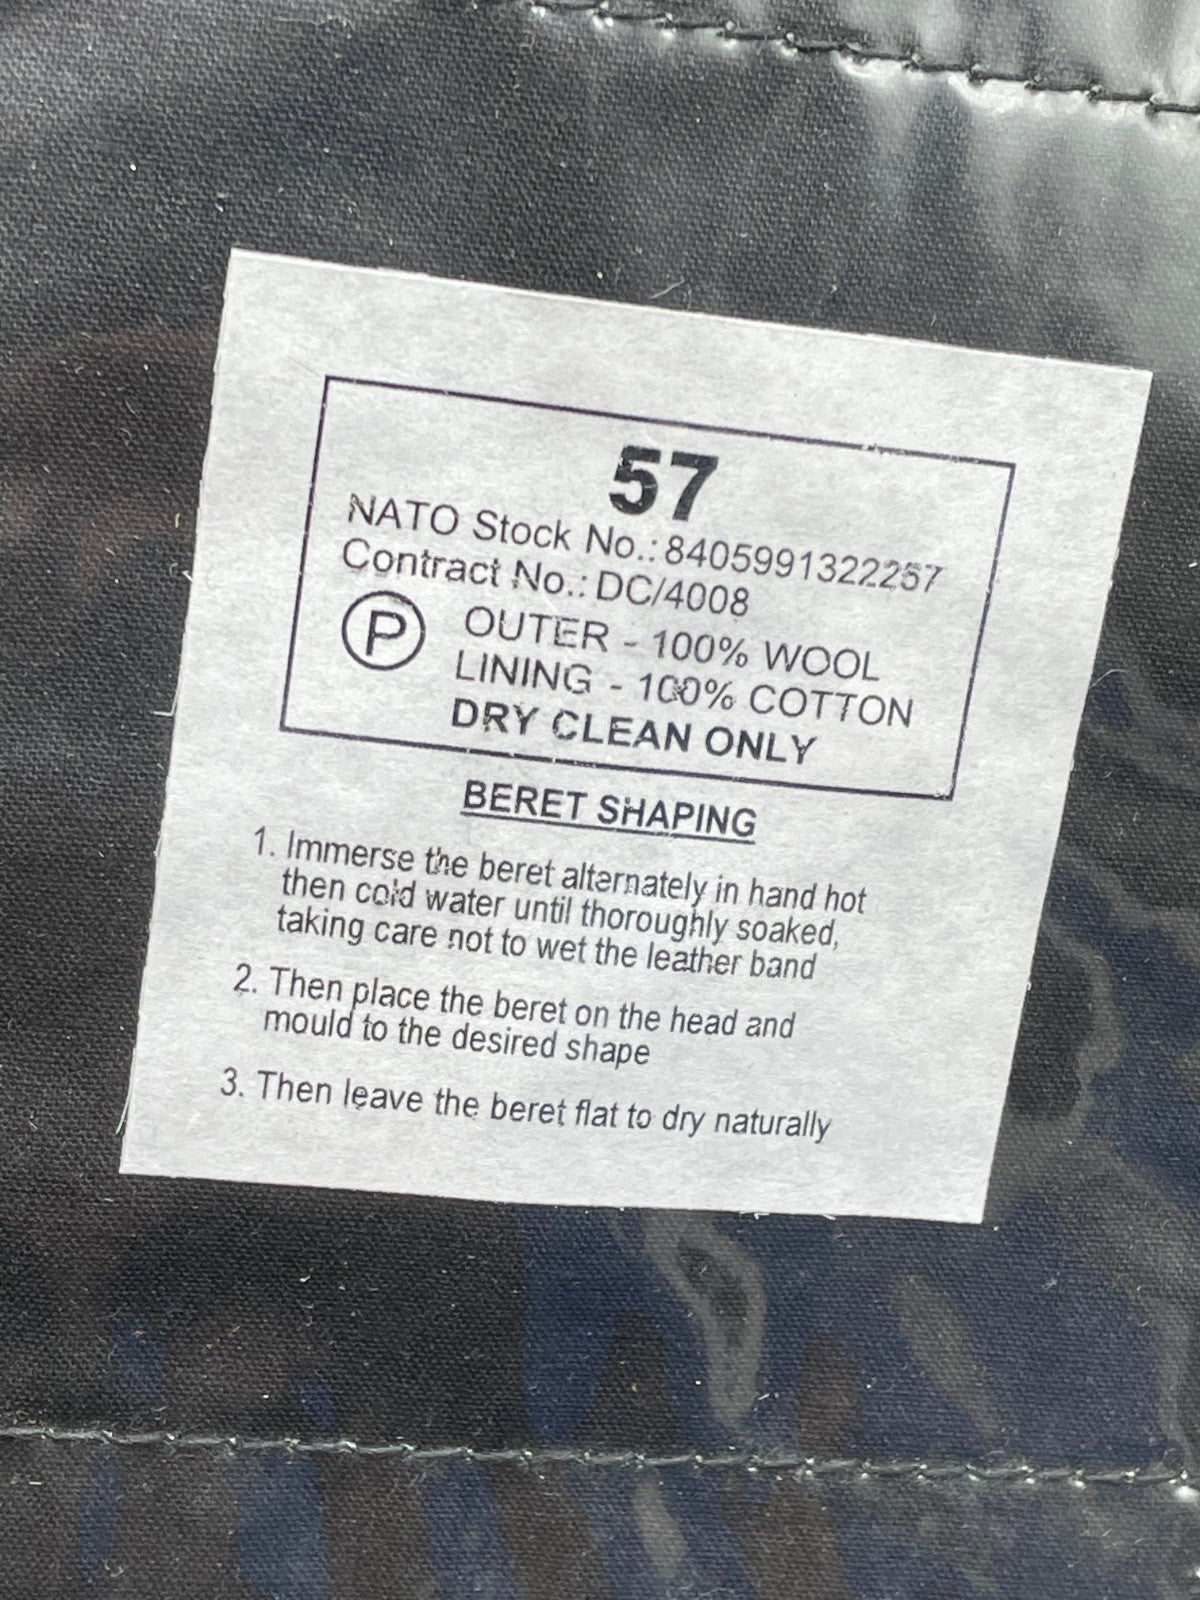 57
NATO Stock No.: 8405991322257
Contract No.: DC/4008
P
OUTER - 100% WOOL
LINING - 100% COTTON
DRY CLEAN ONLY
BERET SHAPING
1. Immerse the beret alternately in hand hot
then cold water until thoroughly soaked,
taking care not to wet the leather band
2. Then place the beret on the head and
mould to the desired shape
3. Then leave the beret flat to dry naturally